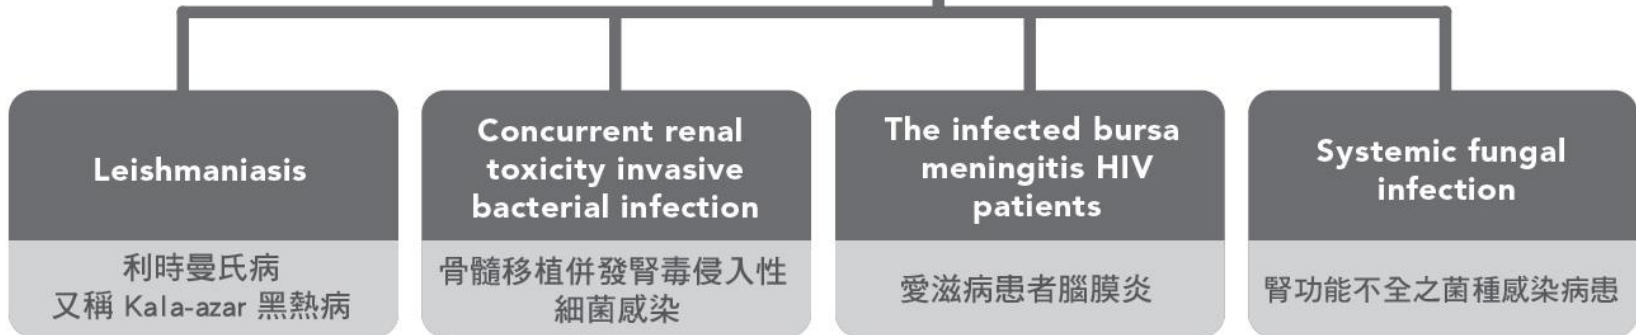 Leishmaniasis
利時曼氏病
又稱 Kala-azar 黑熱病
Concurrent renal
toxicity invasive
bacterial infection
骨髓移植併發腎毒侵入性
細菌感染
The infected bursa
meningitis HIV
patients
愛滋病患者腦膜炎
Systemic fungal
infection
腎功能不全之菌種感染病患